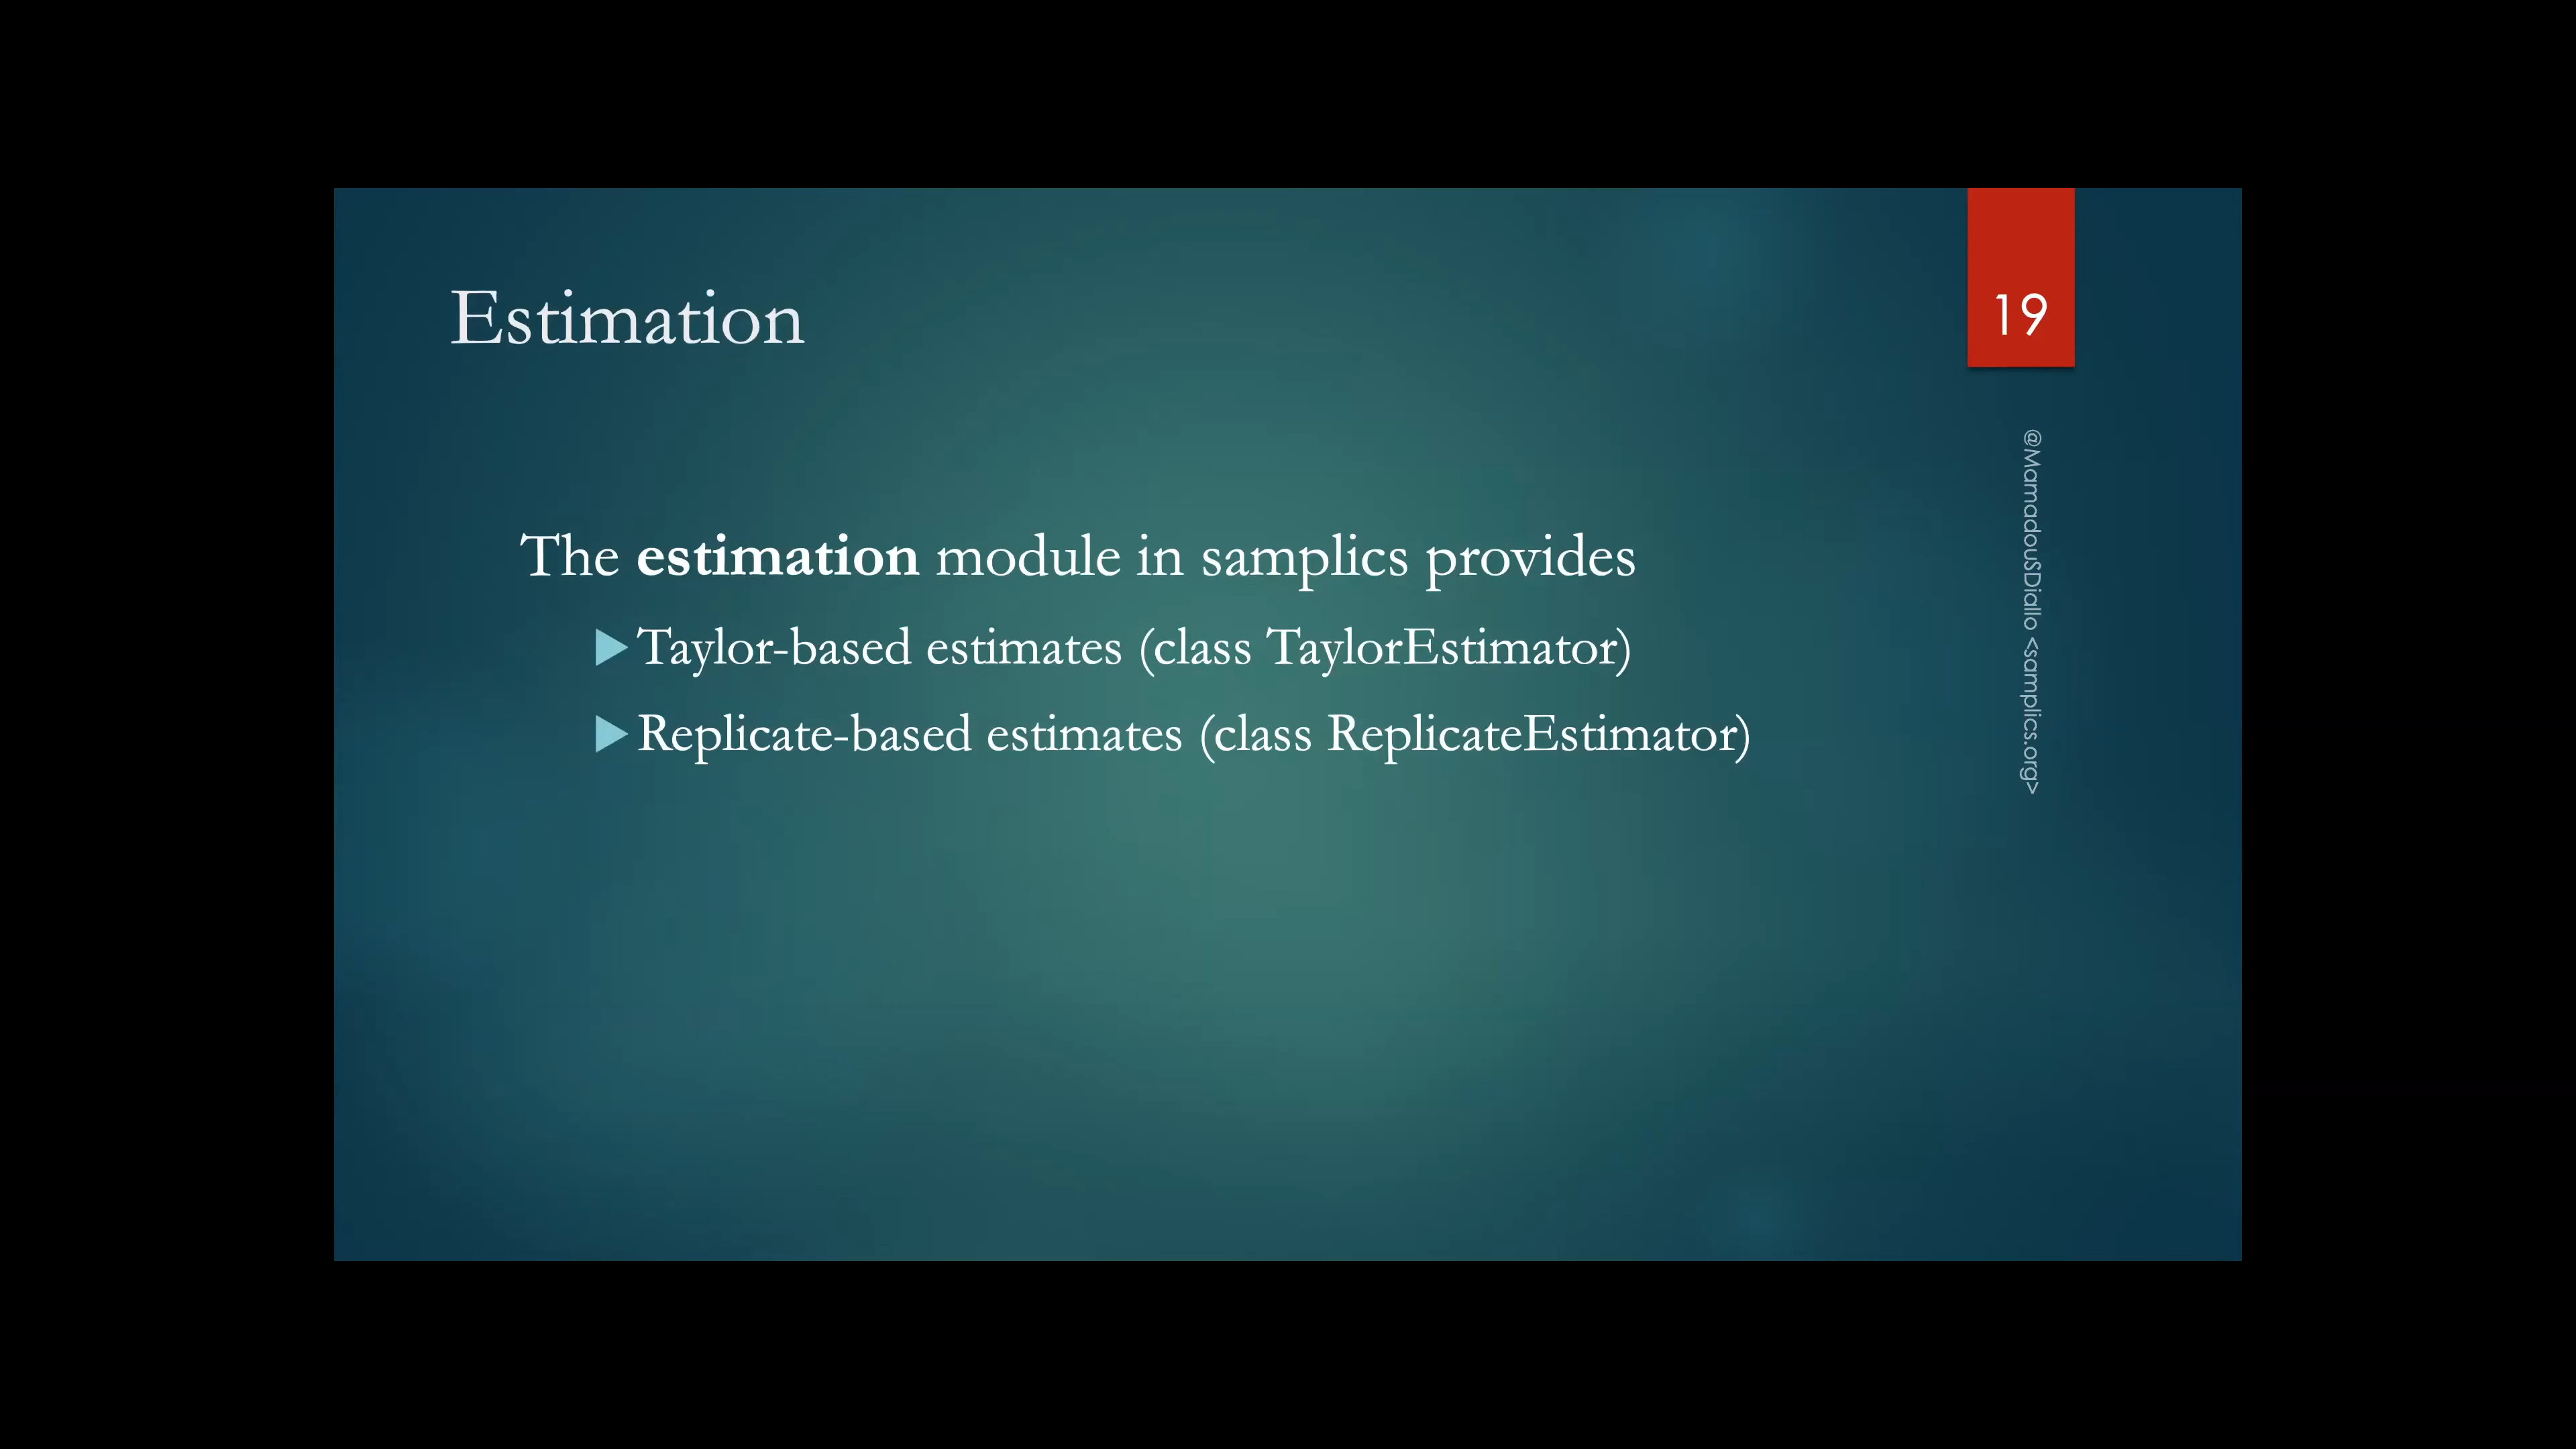 Estimation
19
The estimation module in samplics provides
Taylor-based estimates (class TaylorEstimator)
Replicate-based estimates (class ReplicateEstimator)
@MamadouSDiallo <samplics.org>